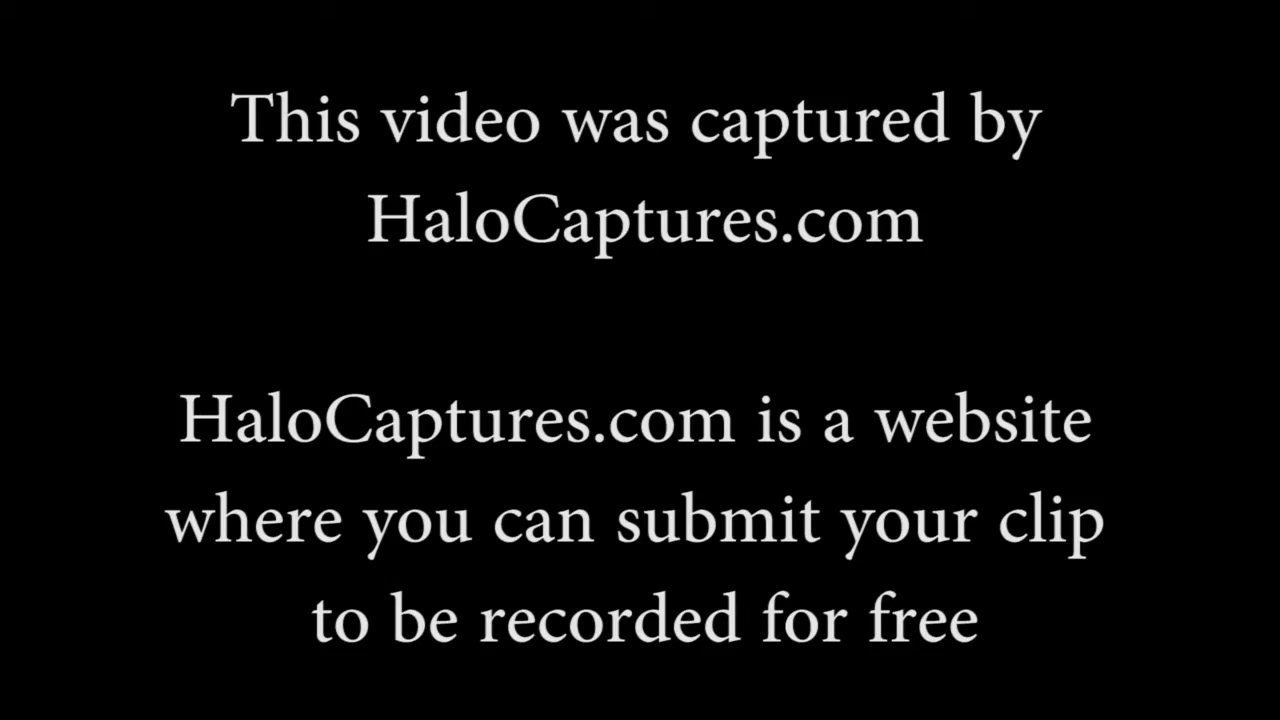 This video was captured by
HaloCaptures.com
HaloCaptures.com is a website
where you can submit your clip
to be recorded for free